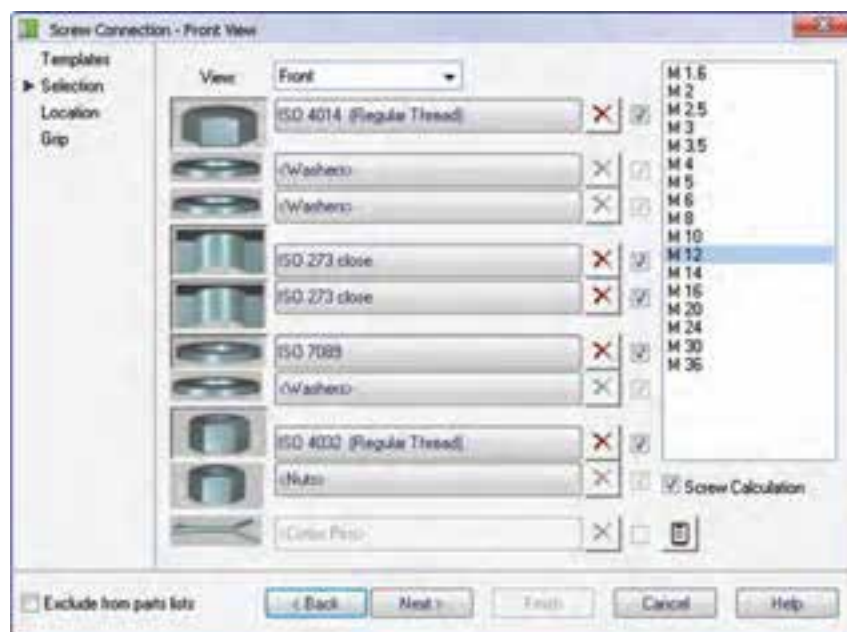 Screw Connection - Front View
Templates
Selection
Location
Grip
View:
Front
ISO 4014 (Regular Thread)
<Washers>
<Washers>
ISO 273 close
ISO 273 close
ISO 7089
<Washers>
ISO 4032 (Regular Thread)
<Nuts>
<Cotter Pins>
M 1.6
M 2
M 2.5
M 3
M 3.5
M 4
M 5
M 6
M 8
M 10
M 12
M 14
M 16
M 20
M 24
M 30
M 36
Screw Calculation
Exclude from parts lists
< Back
Next >
Finish
Cancel
Help